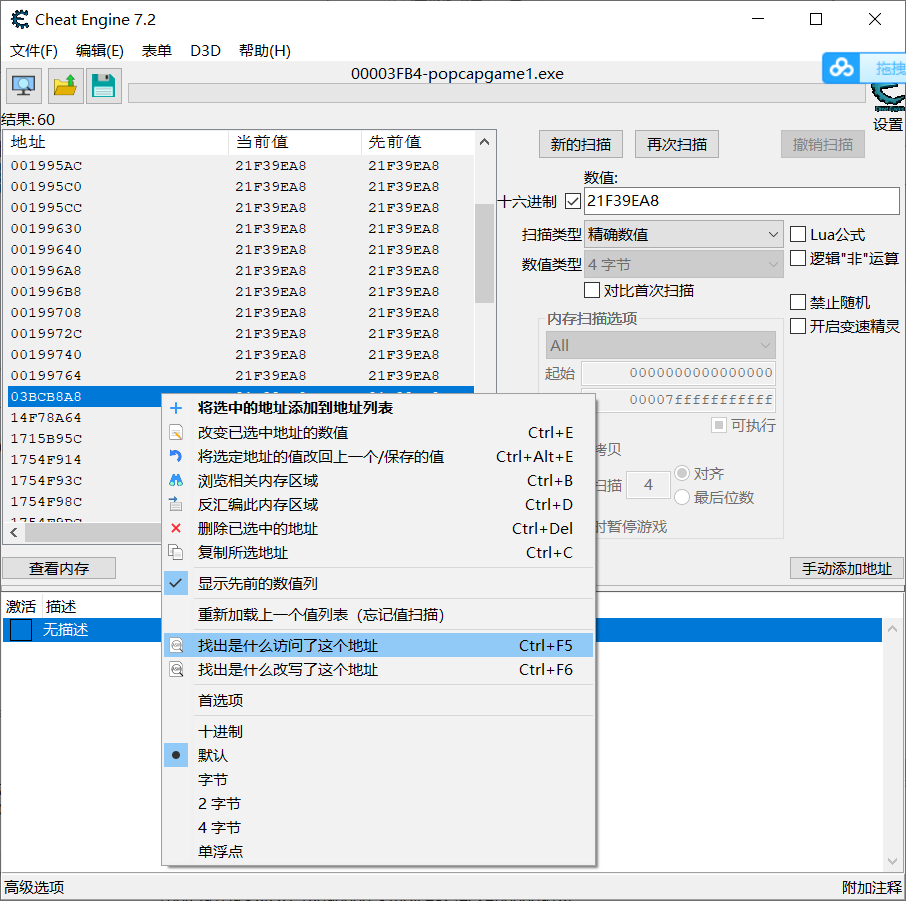 Cheat Engine 7.2
文件(F) 编辑(E) 表单 D3D 帮助(H)
00003FB4-popcapgame1.exe
拖拽
结果:60
设置
地址 当前值 先前值
001995AC 21F39EA8 21F39EA8
001995C0 21F39EA8 21F39EA8
001995CC 21F39EA8 21F39EA8
00199630 21F39EA8 21F39EA8
00199640 21F39EA8 21F39EA8
001996A8 21F39EA8 21F39EA8
001996B8 21F39EA8 21F39EA8
00199708 21F39EA8 21F39EA8
0019972C 21F39EA8 21F39EA8
00199740 21F39EA8 21F39EA8
00199764 21F39EA8 21F39EA8
03BCB8A8
14F78A64
1715B95C
1754F914
1754F93C
1754F98C
新的扫描 再次扫描 撤销扫描
数值:
十六进制 21F39EA8
扫描类型 精确数值 Lua公式
数值类型 4 字节 逻辑"非"运算
对比首次扫描
禁止随机
内存扫描选项 开启变速精灵
All
起始 0000000000000000
00007fffffffffff
可执行
拷贝
扫描 4 对齐
最后位数
时暂停游戏
查看内存 手动添加地址
将选中的地址添加到地址列表
改变已选中地址的数值 Ctrl+E
将选定地址的值改回上一个/保存的值 Ctrl+Alt+E
浏览相关内存区域 Ctrl+B
反汇编此内存区域 Ctrl+D
删除已选中的地址 Ctrl+Del
复制所选地址 Ctrl+C
显示先前的数值列
重新加载上一个值列表（忘记值扫描）
找出是什么访问了这个地址 Ctrl+F5
找出是什么改写了这个地址 Ctrl+F6
首选项
十进制
默认
字节
2 字节
4 字节
单浮点
激活 描述
无描述
高级选项 附加注释